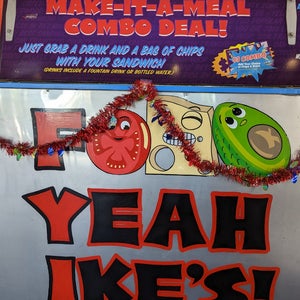 MAKE-IT-A-MEAL
COMBO DEAL!
JUST GRAB A DRINK AND A BAG OF CHIPS
WITH YOUR SANDWICH
(DRINKS INCLUDE A FOUNTAIN DRINK OR BOTTLED WATER)
COMBO
F
YEAH
IKE'S!